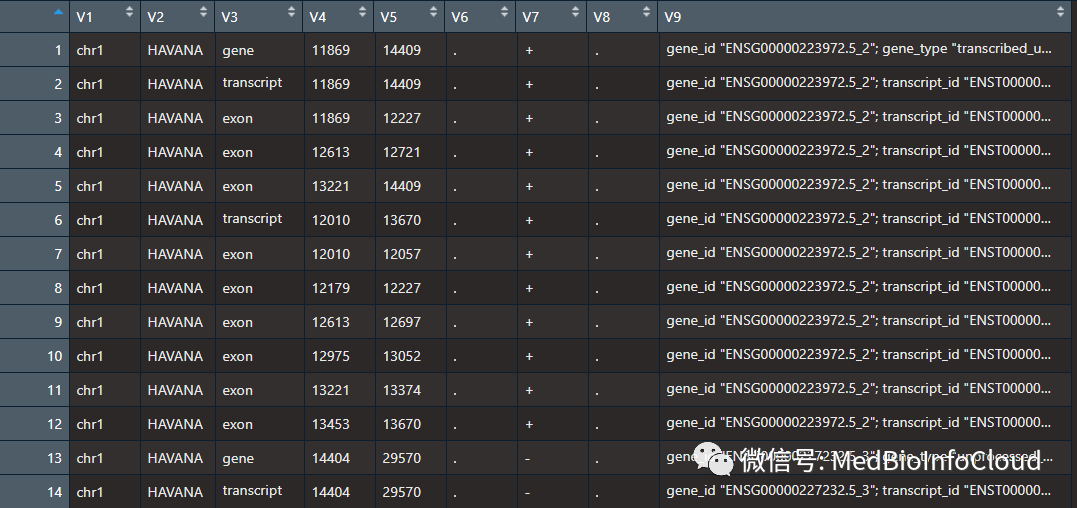 V1 V2 V3 V4 V5 V6 V7 V8 V9
1 chr1 HAVANA gene 11869 14409 . + . gene_id "ENSG00000223972.5_2"; gene_type "transcribed_u...
2 chr1 HAVANA transcript 11869 14409 . + . gene_id "ENSG00000223972.5_2"; transcript_id "ENST00000...
3 chr1 HAVANA exon 11869 12227 . + . gene_id "ENSG00000223972.5_2"; transcript_id "ENST00000...
4 chr1 HAVANA exon 12613 12721 . + . gene_id "ENSG00000223972.5_2"; transcript_id "ENST00000...
5 chr1 HAVANA exon 13221 14409 . + . gene_id "ENSG00000223972.5_2"; transcript_id "ENST00000...
6 chr1 HAVANA transcript 12010 13670 . + . gene_id "ENSG00000223972.5_2"; transcript_id "ENST00000...
7 chr1 HAVANA exon 12010 12057 . + . gene_id "ENSG00000223972.5_2"; transcript_id "ENST00000...
8 chr1 HAVANA exon 12179 12227 . + . gene_id "ENSG00000223972.5_2"; transcript_id "ENST00000...
9 chr1 HAVANA exon 12613 12697 . + . gene_id "ENSG00000223972.5_2"; transcript_id "ENST00000...
10 chr1 HAVANA exon 12975 13052 . + . gene_id "ENSG00000223972.5_2"; transcript_id "ENST00000...
11 chr1 HAVANA exon 13221 13374 . + . gene_id "ENSG00000223972.5_2"; transcript_id "ENST00000...
12 chr1 HAVANA exon 13453 13670 . + . gene_id "ENSG00000223972.5_2"; transcript_id "ENST00000...
13 chr1 HAVANA gene 14404 29570 . - .
微信号: MedBioInfoCloud
14 chr1 HAVANA transcript 14404 29570 . - . gene_id "ENSG00000227232.5_3"; transcript_id "ENST00000...